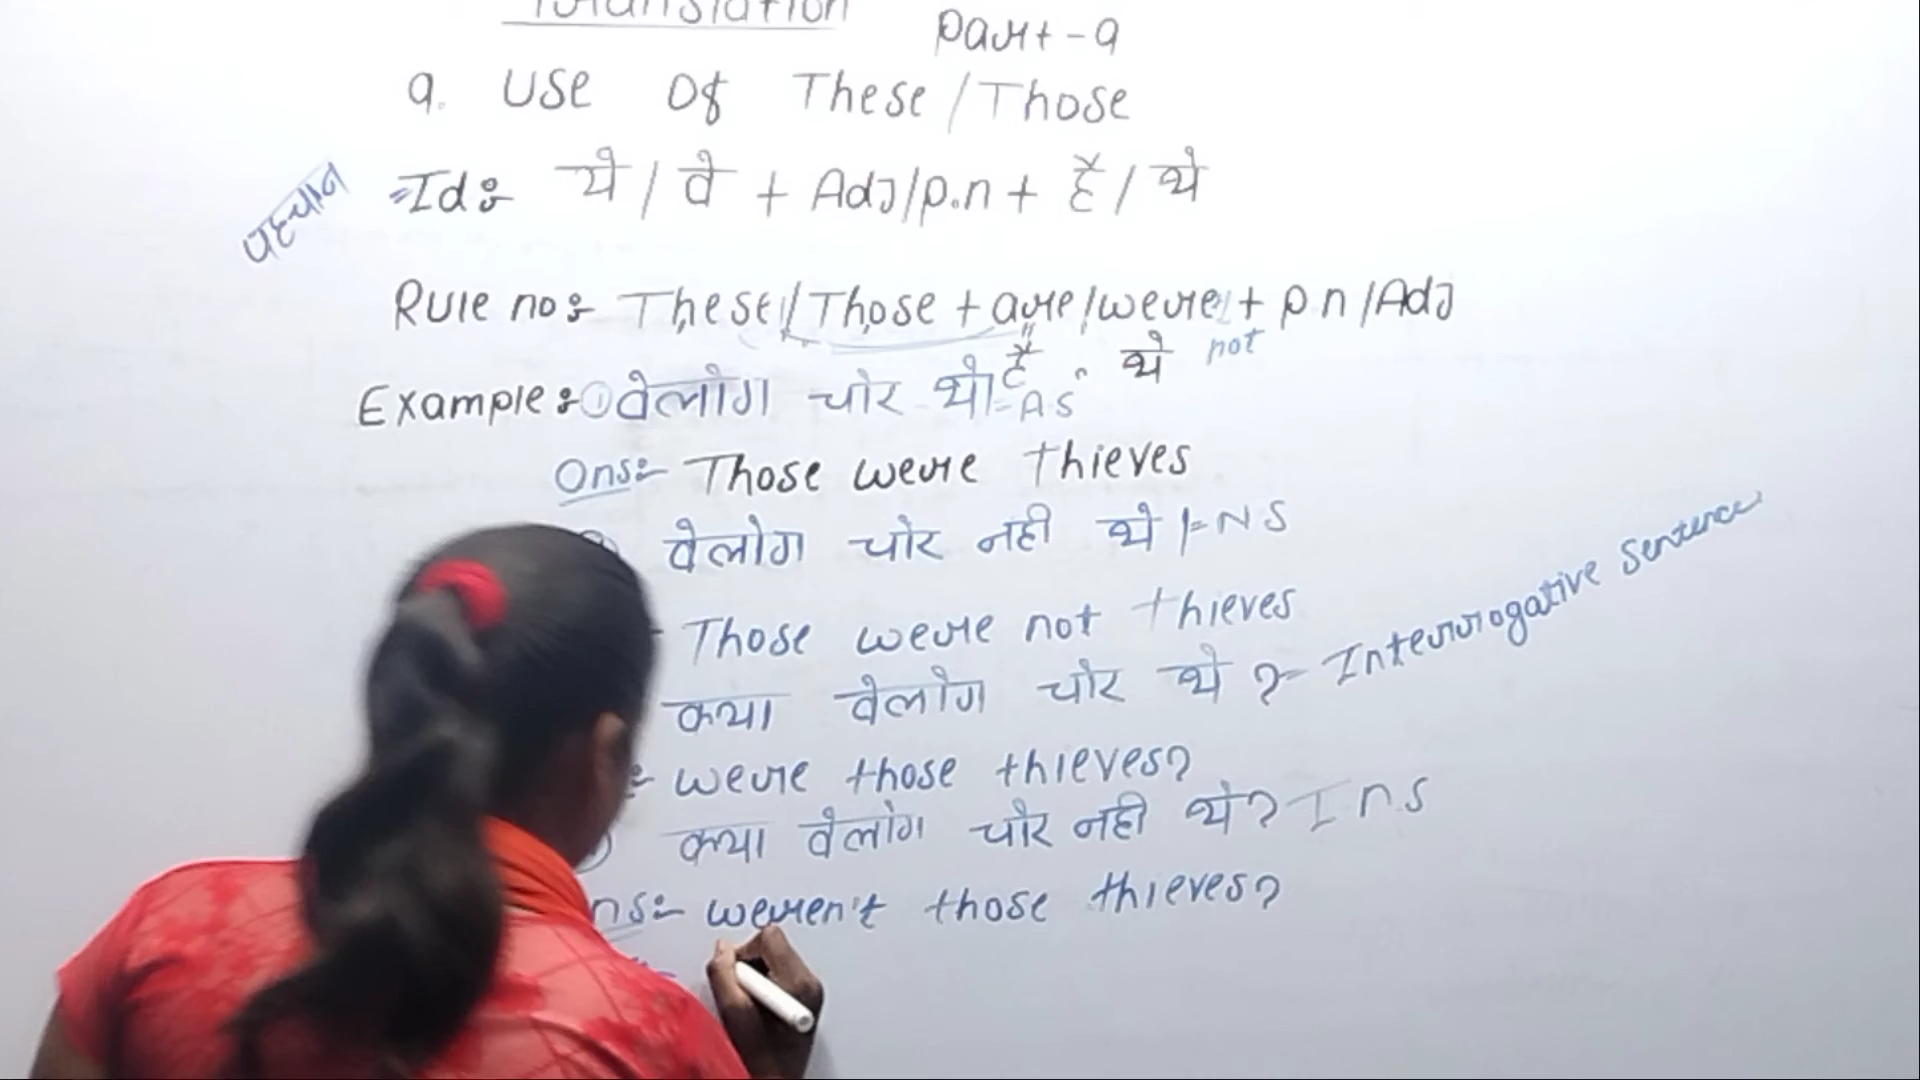 Translation
Part - 9
9. Use Of These / Those
पहचान
Id:- ये / वे + Adj/p.n + हैं / थे
Rule no:- These / Those + are / were + p n / Adj
हैं थे not
Example:- ① वेलोग चोर थे।- A S
Ans:- Those were thieves
वेलोग चोर नही थे।- N S
Those were not thieves
क्या वेलोग चोर थे ?- Interrogative Sentence
:- were those thieves?
क्या वेलोग चोर नही थे? I n S
ns:- weren't those thieves?